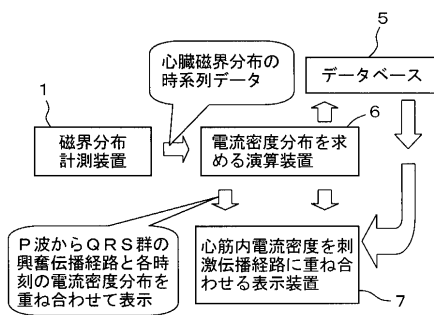 5
データベース
心臓磁界分布の
時系列データ
1
磁界分布
計測装置
6
電流密度分布を求
める演算装置
P波からQRS群の
興奮伝播経路と各時
刻の電流密度分布を
重ね合わせて表示
心筋内電流密度を刺
激伝播経路に重ね合
わせる表示装置
7